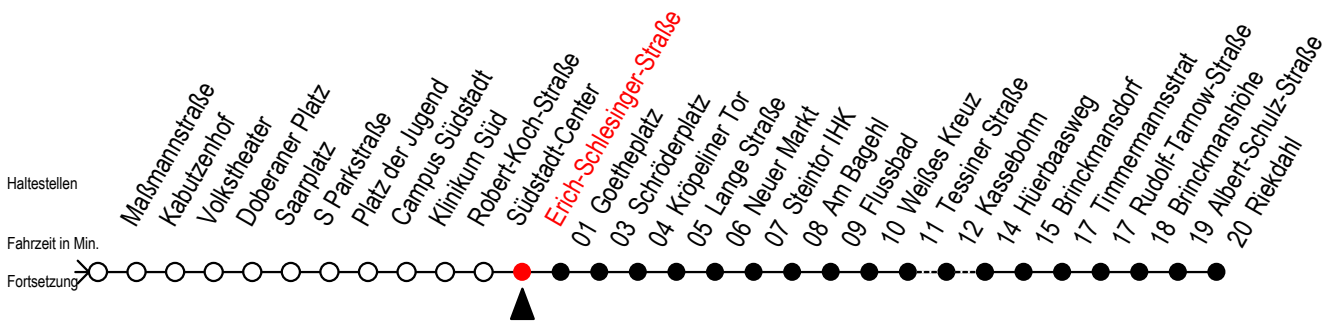 Haltestellen
Fahrzeit in Min.
Fortsetzung
Maßmannstraße
Kabutzenhof
Volkstheater
Doberaner Platz
Saarplatz
S Parkstraße
Platz der Jugend
Campus Südstadt
Klinikum Süd
Robert-Koch-Straße
Südstadt-Center
Erich-Schlesinger-Straße
01 Goetheplatz
03 Schröderplatz
04 Kröpeliner Tor
05 Lange Straße
06 Neuer Markt
07 Steintor IHK
08 Am Bagehl
09 Flussbad
10 Weißes Kreuz
11 Tessiner Straße
12 Kassebohm
14 Hüerbaasweg
15 Brinckmansdorf
17 Timmermannsstrat
17 Rudolf-Tarnow-Straße
18 Brinckmanshöhe
19 Albert-Schulz-Straße
20 Riekdahl